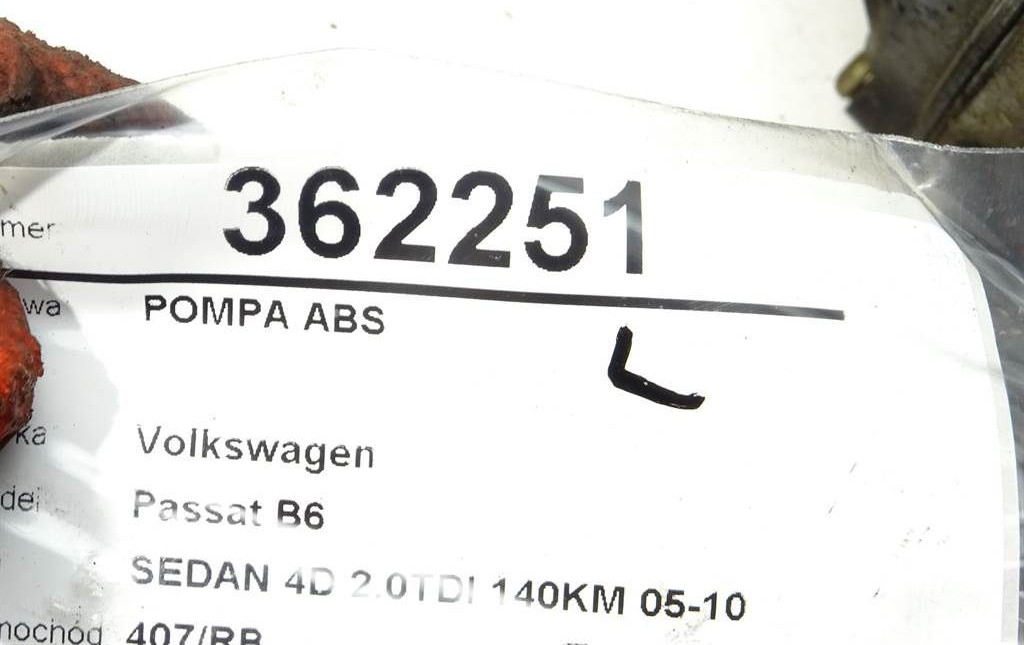 mer 362251
wa POMPA ABS
L
ka Volkswagen
del Passat B6
SEDAN 4D 2.0TDI 140KM 05-10
mochód 407/RB